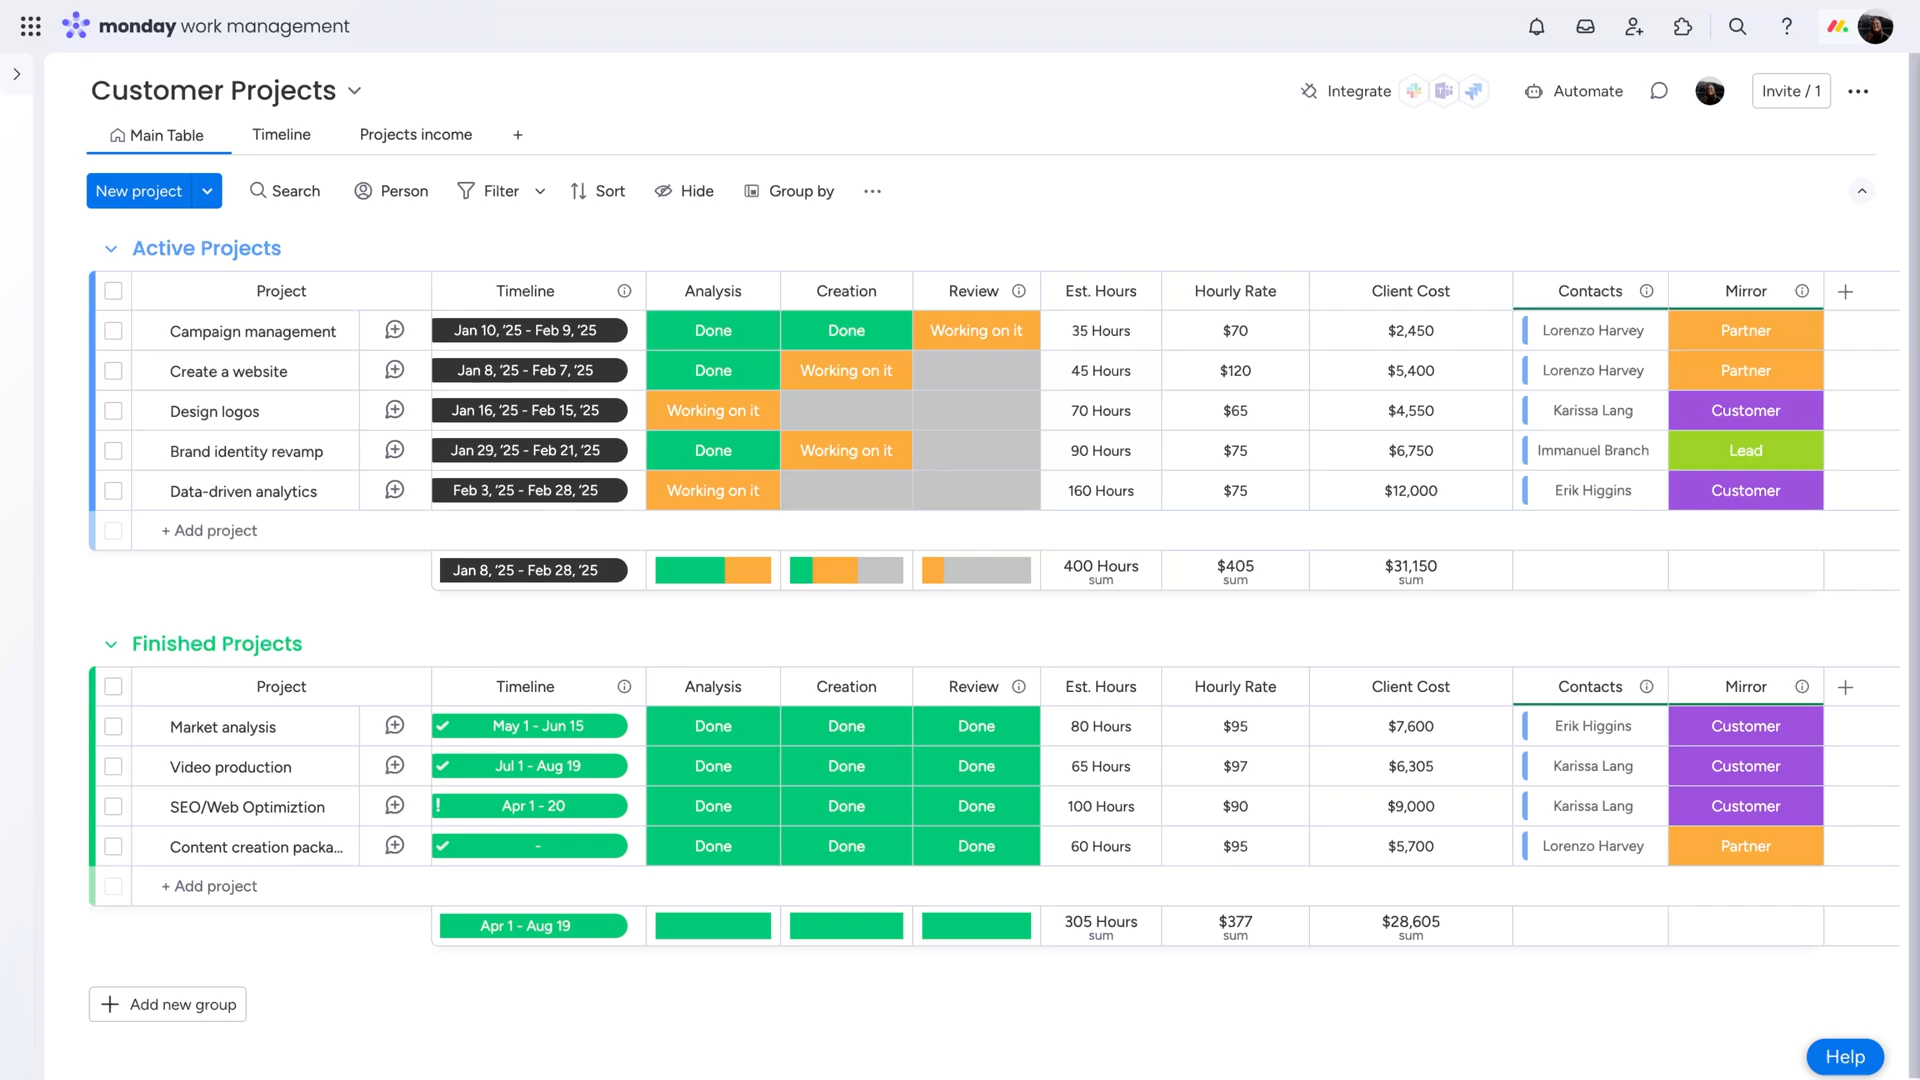 monday work management
Customer Projects
Integrate
Automate
Invite / 1
Main Table
Timeline
Projects income
New project
Search
Person
Filter
Sort
Hide
Group by
Active Projects
Project Timeline Analysis Creation Review Est. Hours Hourly Rate Client Cost Contacts Mirror
Campaign management Jan 10, '25 - Feb 9, '25 Done Done Working on it 35 Hours $70 $2,450 Lorenzo Harvey Partner
Create a website Jan 8, '25 - Feb 7, '25 Done Working on it 45 Hours $120 $5,400 Lorenzo Harvey Partner
Design logos Jan 16, '25 - Feb 15, '25 Working on it 70 Hours $65 $4,550 Karissa Lang Customer
Brand identity revamp Jan 29, '25 - Feb 21, '25 Done Working on it 90 Hours $75 $6,750 Immanuel Branch Lead
Data-driven analytics Feb 3, '25 - Feb 28, '25 Working on it 160 Hours $75 $12,000 Erik Higgins Customer
+ Add project
Jan 8, '25 - Feb 28, '25 400 Hours $405 $31,150
sum sum sum
Finished Projects
Project Timeline Analysis Creation Review Est. Hours Hourly Rate Client Cost Contacts Mirror
Market analysis May 1 - Jun 15 Done Done Done 80 Hours $95 $7,600 Erik Higgins Customer
Video production Jul 1 - Aug 19 Done Done Done 65 Hours $97 $6,305 Karissa Lang Customer
SEO/Web Optimiztion ! Apr 1 - 20 Done Done Done 100 Hours $90 $9,000 Karissa Lang Customer
Content creation packa... - Done Done Done 60 Hours $95 $5,700 Lorenzo Harvey Partner
+ Add project
Apr 1 - Aug 19 305 Hours $377 $28,605
sum sum sum
+ Add new group
Help